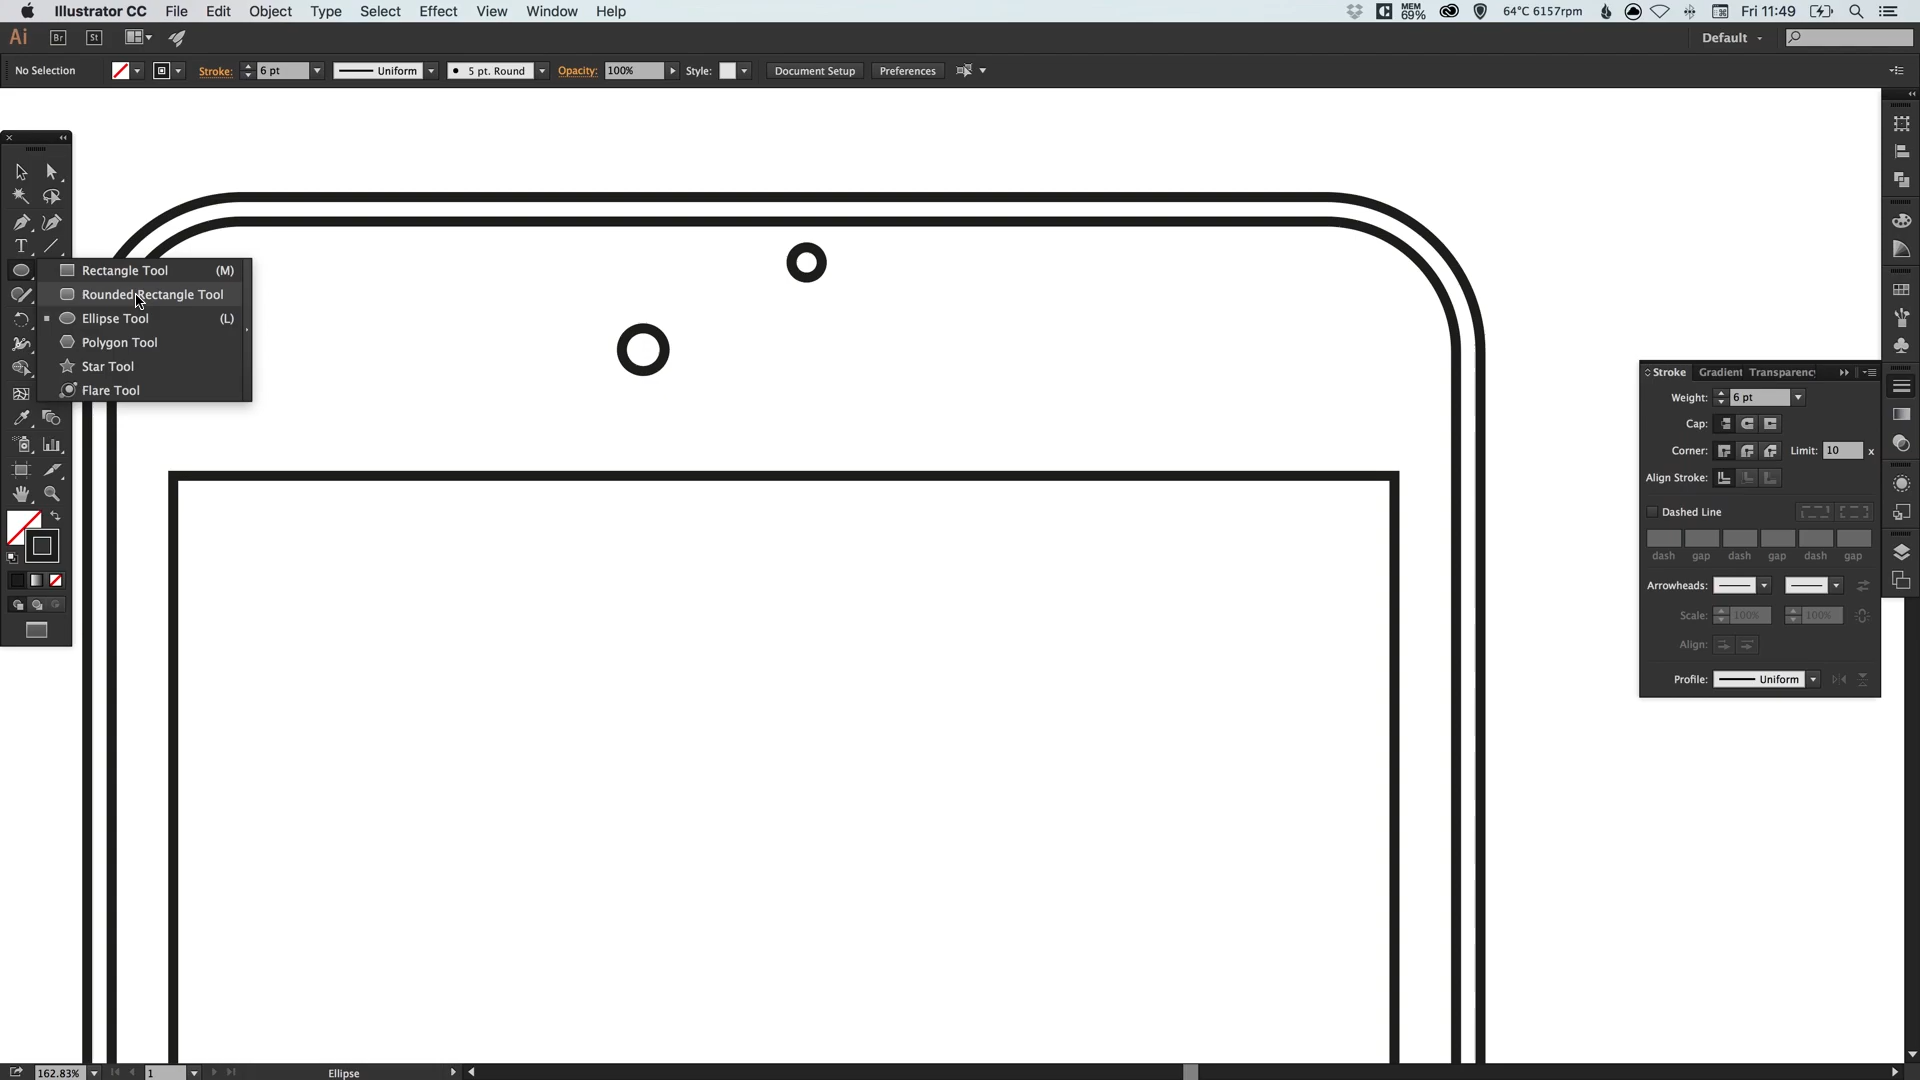 Illustrator CC File Edit Object Type Select Effect View Window Help MEM 69% 64°C 6157rpm Fri 11:49
Ai Br St Default
No Selection Stroke: 6 pt Uniform 5 pt. Round Opacity: 100% Style: Document Setup Preferences
T
Rectangle Tool (M)
Rounded Rectangle Tool
Ellipse Tool (L)
Polygon Tool
Star Tool
Flare Tool
Stroke Gradient Transparenc
Weight: 6 pt
Cap:
Corner: Limit: 10 x
Align Stroke:
Dashed Line
dash gap dash gap dash gap
Arrowheads:
Scale: 100% 100%
Align:
Profile: Uniform
162.83% 1 Ellipse